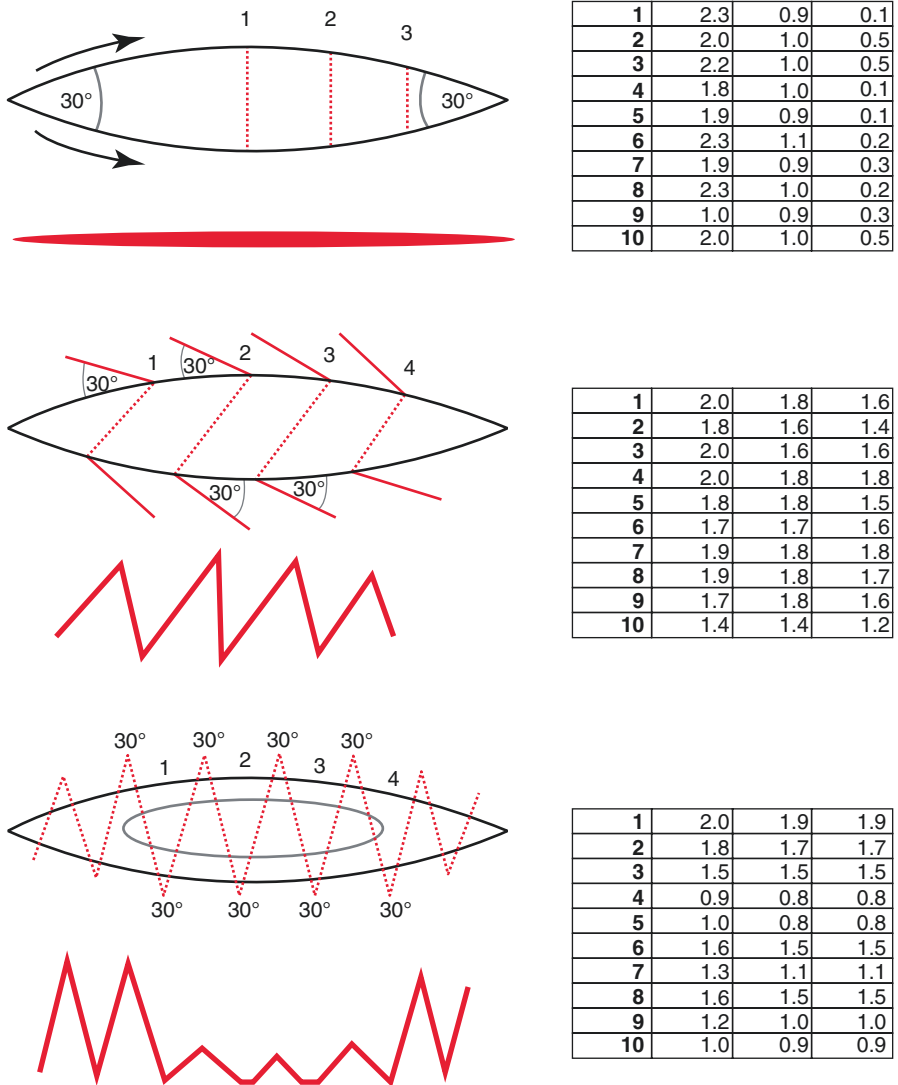 1 2 3
30° 30°
1 2.3 0.9 0.1
2 2.0 1.0 0.5
3 2.2 1.0 0.5
4 1.8 1.0 0.1
5 1.9 0.9 0.1
6 2.3 1.1 0.2
7 1.9 0.9 0.3
8 2.3 1.0 0.2
9 1.0 0.9 0.3
10 2.0 1.0 0.5
1 2 3 4
30° 30°
30° 30°
1 2.0 1.8 1.6
2 1.8 1.6 1.4
3 2.0 1.6 1.6
4 2.0 1.8 1.8
5 1.8 1.8 1.5
6 1.7 1.7 1.6
7 1.9 1.8 1.8
8 1.9 1.8 1.7
9 1.7 1.8 1.6
10 1.4 1.4 1.2
30° 30° 30° 30°
1 2 3 4
30° 30° 30° 30°
1 2.0 1.9 1.9
2 1.8 1.7 1.7
3 1.5 1.5 1.5
4 0.9 0.8 0.8
5 1.0 0.8 0.8
6 1.6 1.5 1.5
7 1.3 1.1 1.1
8 1.6 1.5 1.5
9 1.2 1.0 1.0
10 1.0 0.9 0.9